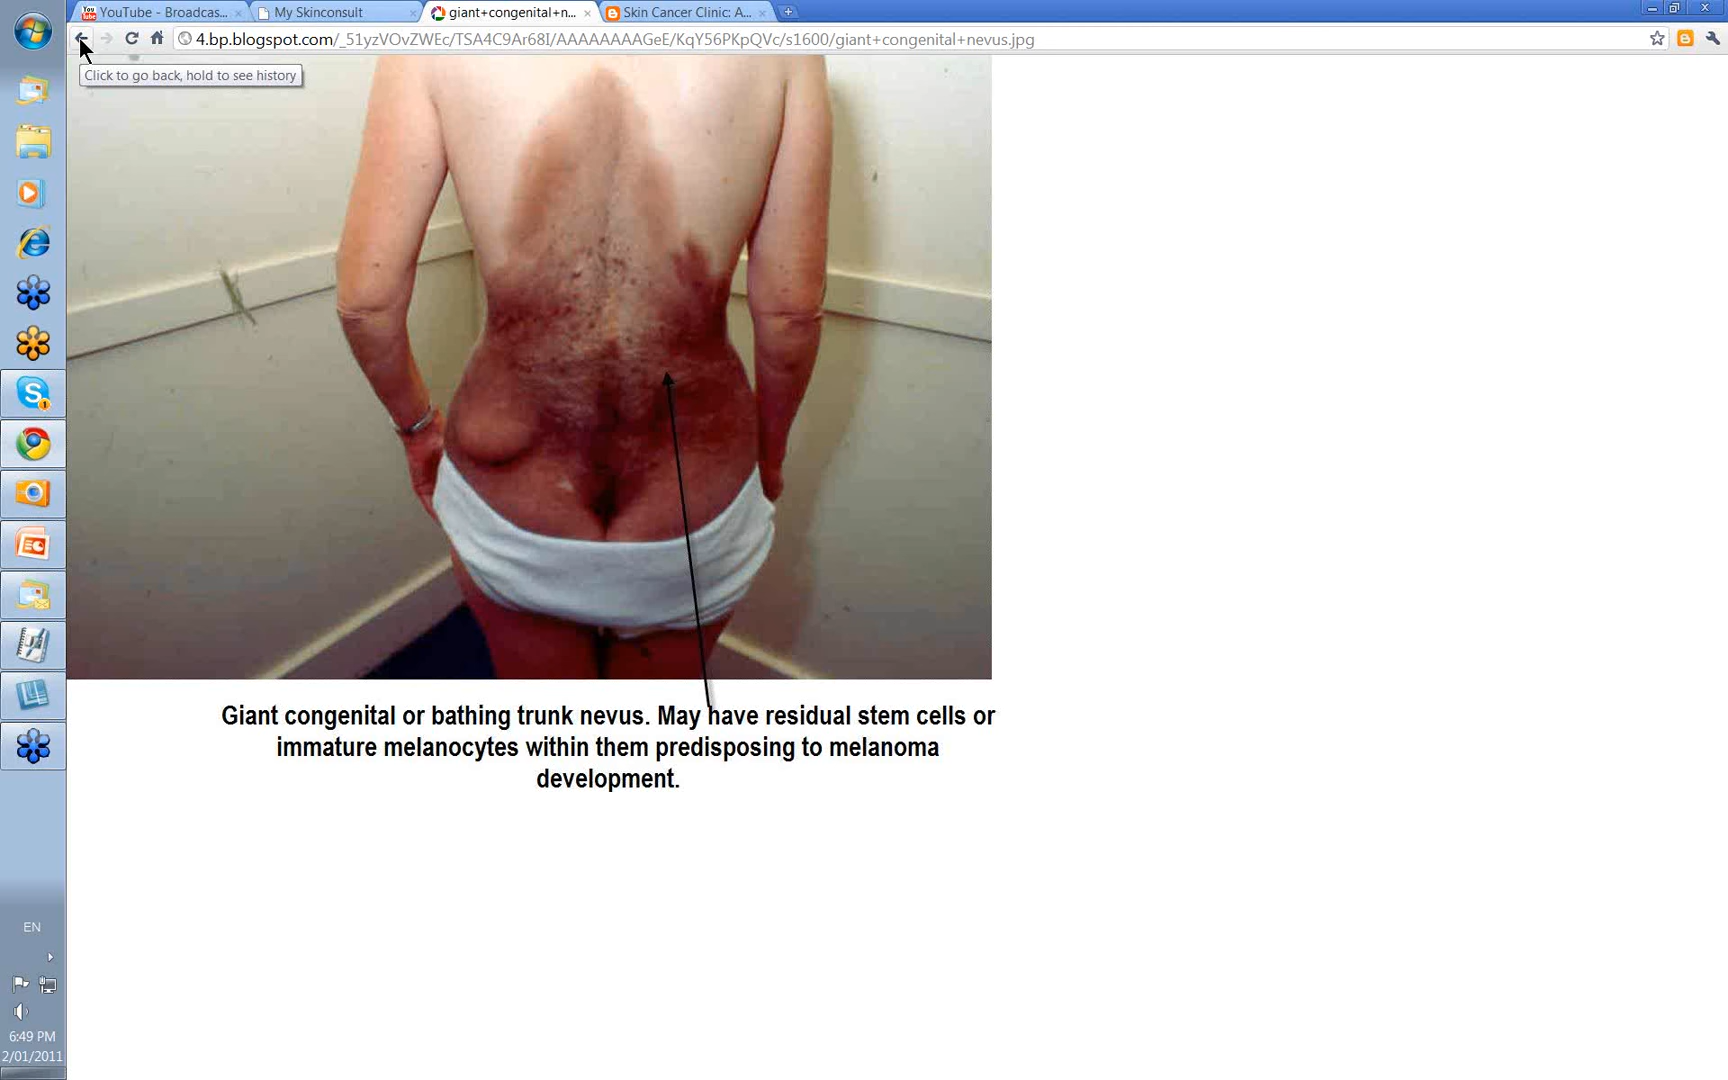 YouTube - Broadcas...
My Skinconsult
giant+congenital+n...
Skin Cancer Clinic: A...
4.bp.blogspot.com/_51yzVOvZWEc/TSA4C9Ar68I/AAAAAAAAGeE/KqY56PKpQVc/s1600/giant+congenital+nevus.jpg
Click to go back, hold to see history
Giant congenital or bathing trunk nevus. May have residual stem cells or
immature melanocytes within them predisposing to melanoma
development.
EN
6:49 PM
2/01/2011